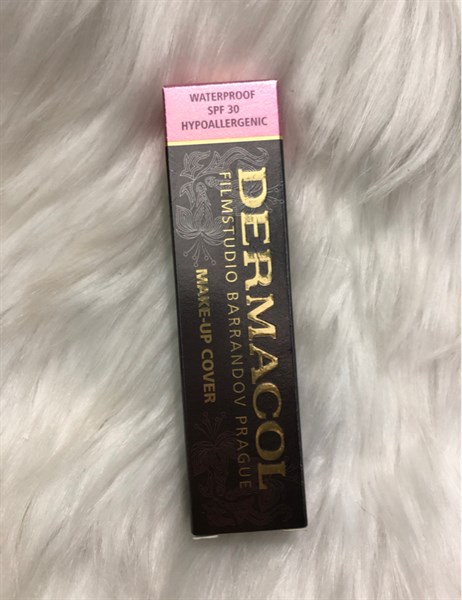 WATERPROOF
SPF 30
HYPOALLERGENIC
DERMACOL
FILMSTUDIO BARRANDOV PRAGUE
MAKE-UP COVER